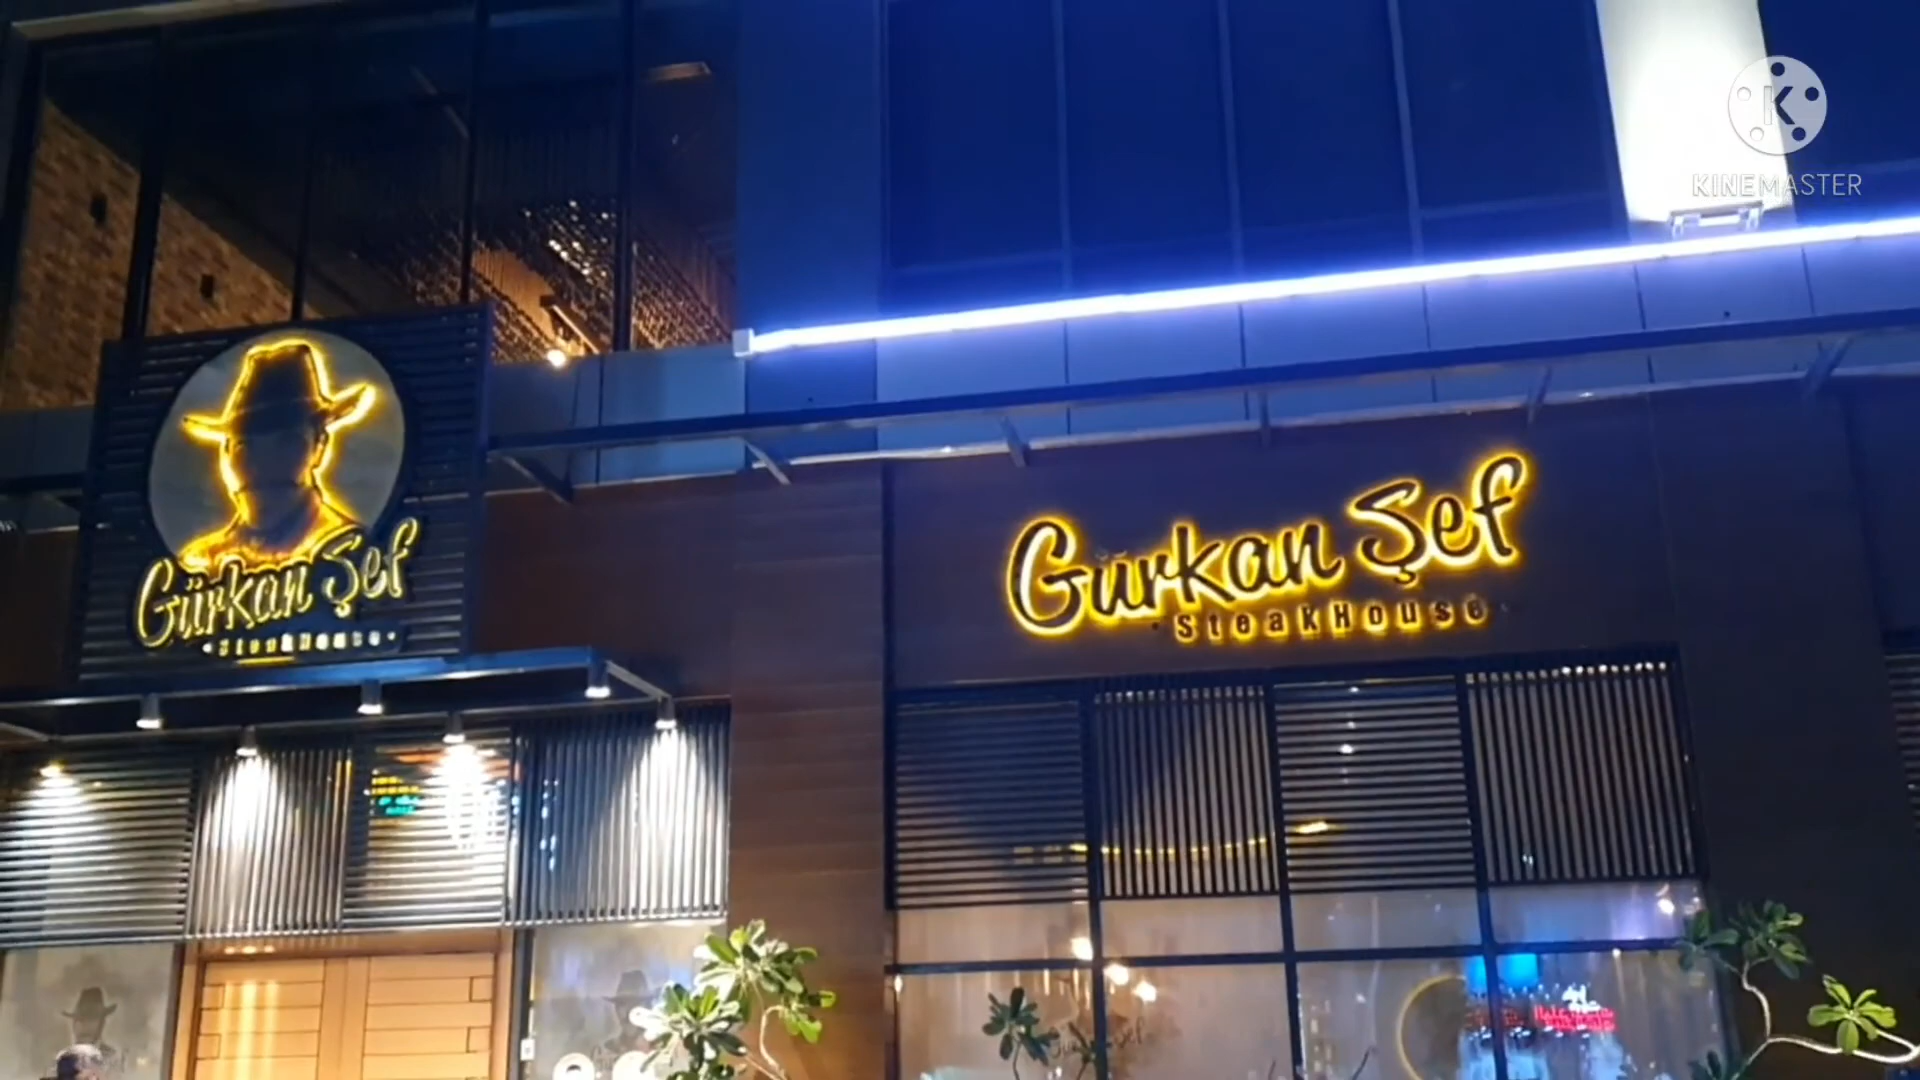 KINEMASTER
Gürkan Şef
SteakHouse
Gürkan Şef
SteakHouse